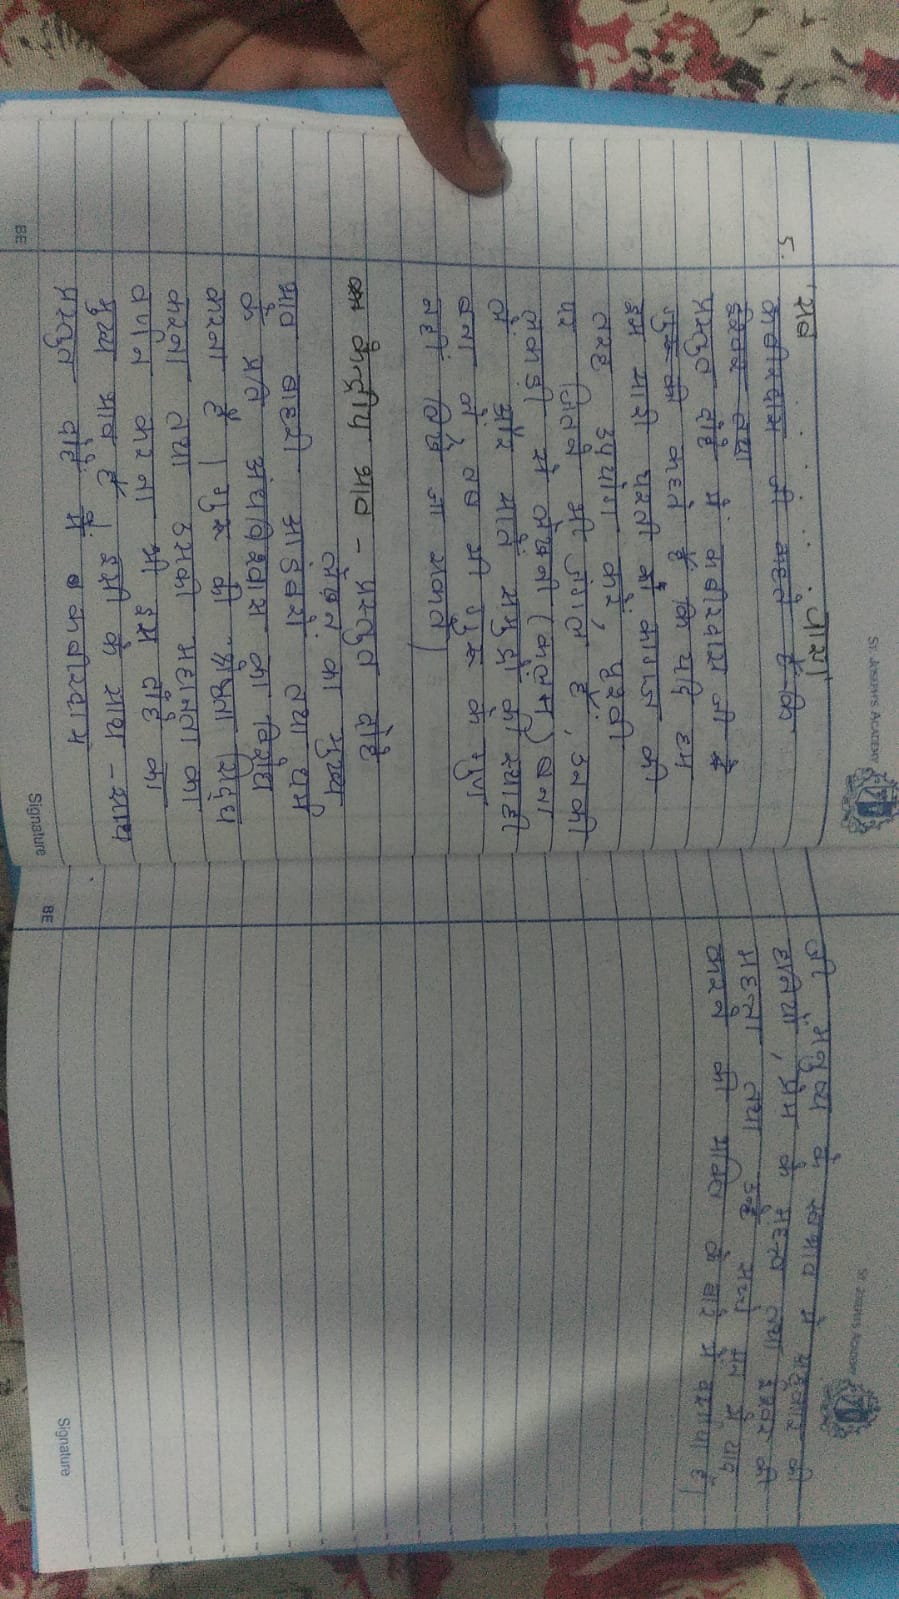 ST. JOSEPH'S ACADEMY
5. 'सब . . . . . . . . . जाय।'
कबीरदास जी कहते हैं कि
ईश्वर तथा
प्रस्तुत दोहे में कबीरदास जी
गुरु की कहते हैं कि यदि हम
इस सारी धरती को कागज की
तरह उपयोग करें, पृथ्वी
पर जितने भी जंगल हैं, उनकी
लकड़ी से लेखनी (कलम) बना
लें और सातों समुद्रों की स्याही
बना लें, तब भी गुरु के गुण
नहीं लिखे जा सकते।
केन्द्रीय भाव - प्रस्तुत दोहे
लेखन का मुख्य
भाव बाहरी आडंबरों तथा धर्म
के प्रति अंधविश्वास का विरोध
करना है। गुरु की
करना तथा उसकी महानता का
वर्णन करना भी इस दोहे का
मुख्य भाव है। इसी के साथ-साथ
प्रस्तुत दोहे में कबीरदास
BE
Signature
ST. JOSEPH'S ACADEMY
जी मनुष्य के स्वभाव में अहंकार की
हानियों, प्रेम के महत्व तथा ईश्वर की
महत्ता तथा उन्हें सच्चे मन से याद
करने की भक्ति के बारे में बताया है।
BE
Signature